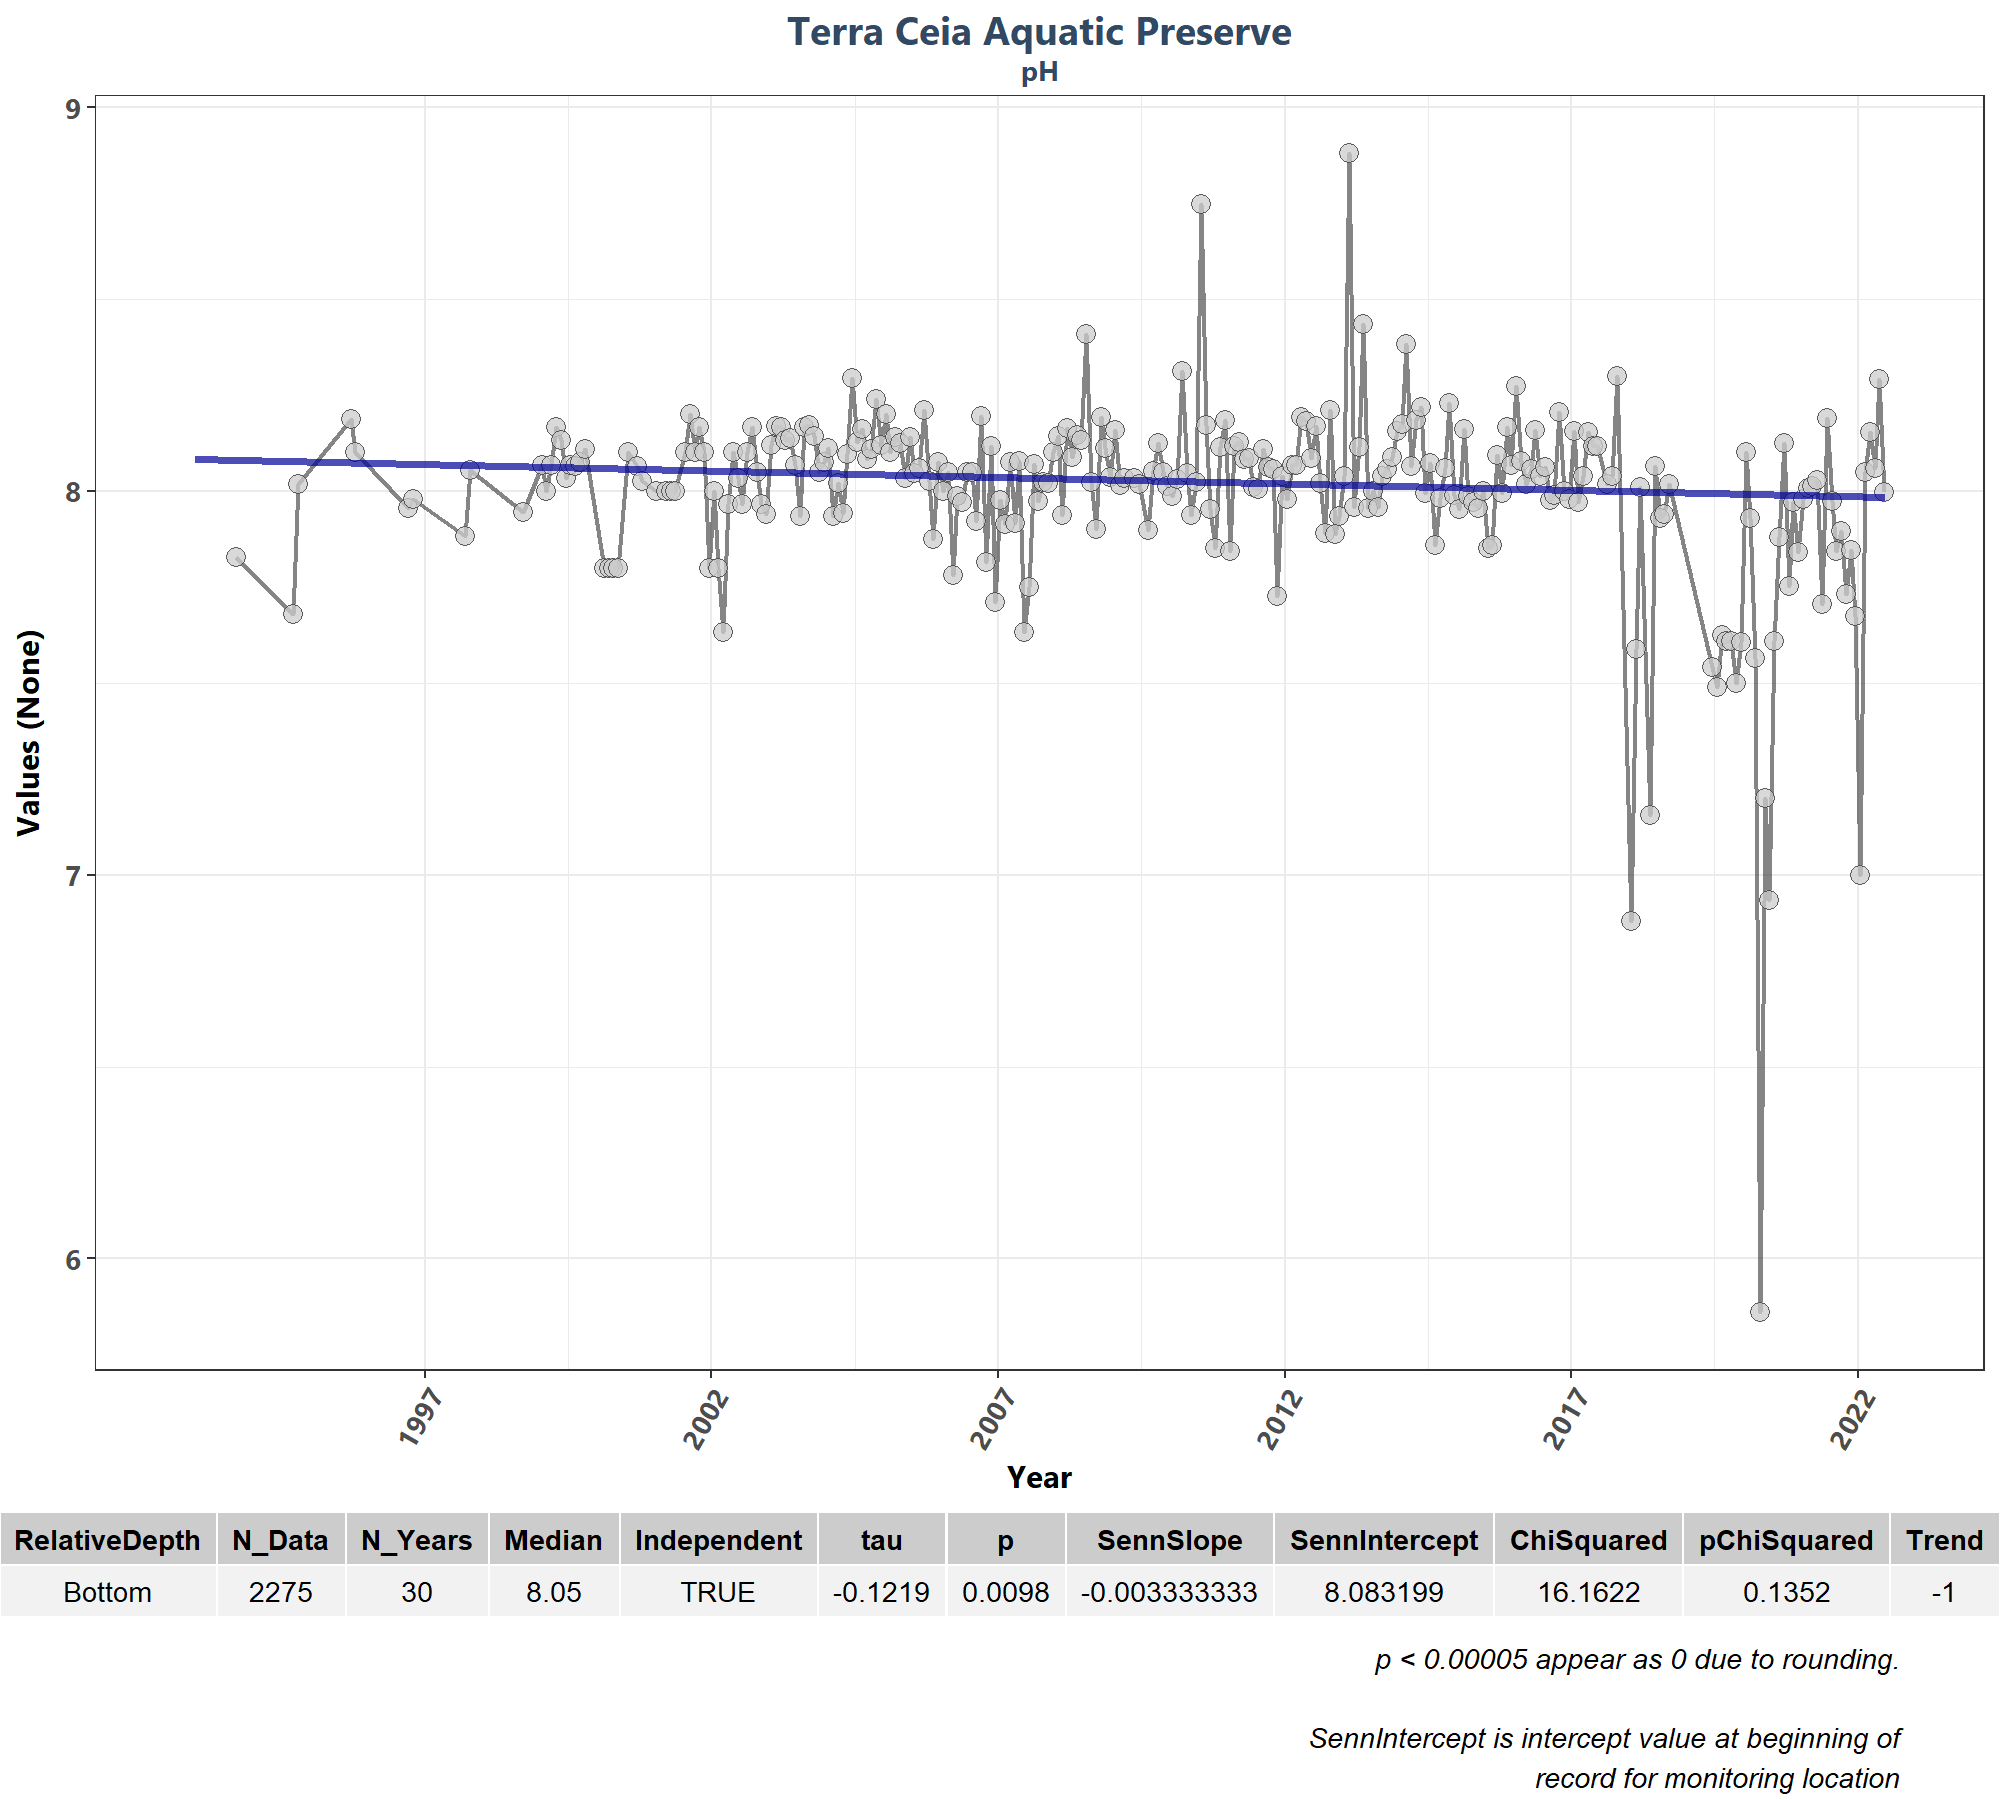 Terra Ceia Aquatic Preserve
pH
Values (None)
9
8
7
6
1997
2002
2007
2012
2017
2022
Year
RelativeDepth N_Data N_Years Median Independent tau p SennSlope SennIntercept ChiSquared pChiSquared Trend
Bottom 2275 30 8.05 TRUE -0.1219 0.0098 -0.003333333 8.083199 16.1622 0.1352 -1
p < 0.00005 appear as 0 due to rounding.
SennIntercept is intercept value at beginning of
record for monitoring location